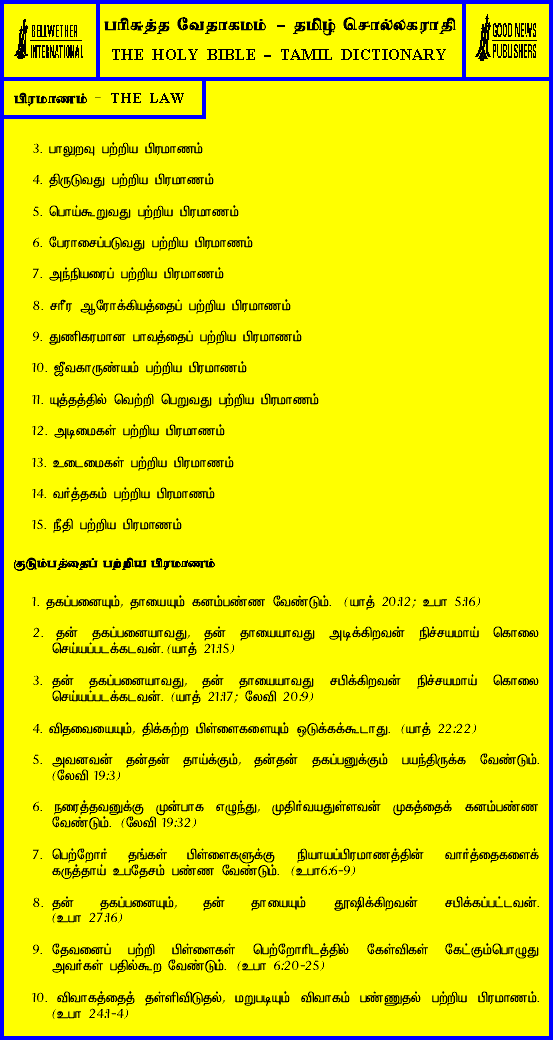 BELLWETHER
INTERNATIONAL
பரிசுத்த வேதாகமம் - தமிழ் சொல்லகராதி
THE HOLY BIBLE - TAMIL DICTIONARY
GOOD NEWS
PUBLISHERS
பிரமாணம் - THE LAW
3. பாலுறவு பற்றிய பிரமாணம்
4. திருடுவது பற்றிய பிரமாணம்
5. பொய்கூறுவது பற்றிய பிரமாணம்
6. பேராசைப்படுவது பற்றிய பிரமாணம்
7. அந்நியரைப் பற்றிய பிரமாணம்
8. சரீர ஆரோக்கியத்தைப் பற்றிய பிரமாணம்
9. துணிகரமான பாவத்தைப் பற்றிய பிரமாணம்
10. ஜீவகாருண்யம் பற்றிய பிரமாணம்
11. யுத்தத்தில் வெற்றி பெறுவது பற்றிய பிரமாணம்
12. அடிமைகள் பற்றிய பிரமாணம்
13. உடைமைகள் பற்றிய பிரமாணம்
14. வர்த்தகம் பற்றிய பிரமாணம்
15. நீதி பற்றிய பிரமாணம்
குடும்பத்தைப் பற்றிய பிரமாணம்
1. தகப்பனையும், தாயையும் கனம்பண்ண வேண்டும். (யாத் 20:12; உபா 5:16)
2. தன் தகப்பனையாவது, தன் தாயையாவது அடிக்கிறவன் நிச்சயமாய் கொலை
செய்யப்படக்கடவன். (யாத் 21:15)
3. தன் தகப்பனையாவது, தன் தாயையாவது சபிக்கிறவன் நிச்சயமாய் கொலை
செய்யப்படக்கடவன். (யாத் 21:17; லேவி 20:9)
4. விதவையையும், திக்கற்ற பிள்ளைகளையும் ஒடுக்கக்கூடாது. (யாத் 22:22)
5. அவனவன் தன்தன் தாய்க்கும், தன்தன் தகப்பனுக்கும் பயந்திருக்க வேண்டும்.
(லேவி 19:3)
6. நரைத்தவனுக்கு முன்பாக எழுந்து, முதிர்வயதுள்ளவன் முகத்தைக் கனம்பண்ண
வேண்டும். (லேவி 19:32)
7. பெற்றோர் தங்கள் பிள்ளைகளுக்கு நியாயப்பிரமாணத்தின் வார்த்தைகளைக்
கருத்தாய் உபதேசம் பண்ண வேண்டும். (உபா6:6-9)
8. தன் தகப்பனையும், தன் தாயையும் தூஷிக்கிறவன் சபிக்கப்பட்டவன்.
(உபா 27:16)
9. தேவனைப் பற்றி பிள்ளைகள் பெற்றோரிடத்தில் கேள்விகள் கேட்கும்பொழுது
அவர்கள் பதில்கூற வேண்டும். (உபா 6:20-25)
10. விவாகத்தைத் தள்ளிவிடுதல், மறுபடியும் விவாகம் பண்ணுதல் பற்றிய பிரமாணம்.
(உபா 24:1-4)